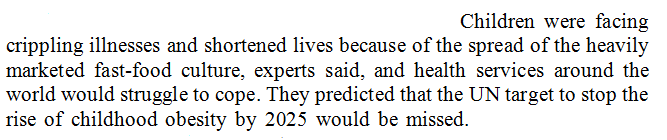 Children were facing
crippling illnesses and shortened lives because of the spread of the heavily
marketed fast-food culture, experts said, and health services around the
world would struggle to cope. They predicted that the UN target to stop the
rise of childhood obesity by 2025 would be missed.